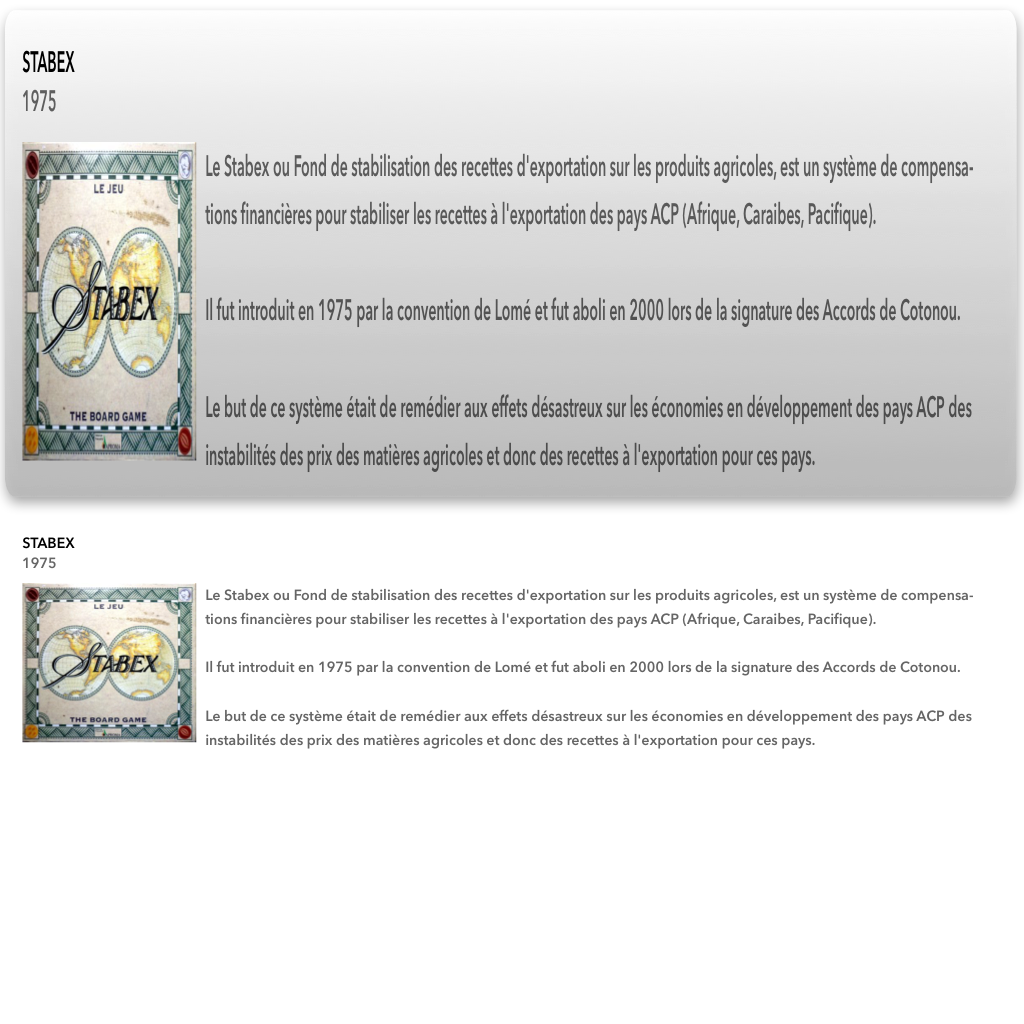 STABEX
1975
LE JEU
STABEX
THE BOARD GAME
Le Stabex ou Fond de stabilisation des recettes d'exportation sur les produits agricoles, est un système de compensa-
tions financières pour stabiliser les recettes à l'exportation des pays ACP (Afrique, Caraibes, Pacifique).
Il fut introduit en 1975 par la convention de Lomé et fut aboli en 2000 lors de la signature des Accords de Cotonou.
Le but de ce système était de remédier aux effets désastreux sur les économies en développement des pays ACP des
instabilités des prix des matières agricoles et donc des recettes à l'exportation pour ces pays.
STABEX
1975
LE JEU
STABEX
THE BOARD GAME
Le Stabex ou Fond de stabilisation des recettes d'exportation sur les produits agricoles, est un système de compensa-
tions financières pour stabiliser les recettes à l'exportation des pays ACP (Afrique, Caraibes, Pacifique).
Il fut introduit en 1975 par la convention de Lomé et fut aboli en 2000 lors de la signature des Accords de Cotonou.
Le but de ce système était de remédier aux effets désastreux sur les économies en développement des pays ACP des
instabilités des prix des matières agricoles et donc des recettes à l'exportation pour ces pays.